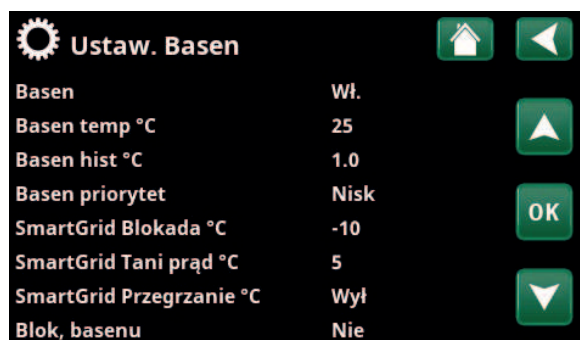 Ustaw. Basen
Basen Wł.
Basen temp °C 25
Basen hist °C 1.0
Basen priorytet Nisk
SmartGrid Blokada °C -10
SmartGrid Tani prąd °C 5
SmartGrid Przegrzanie °C Wył
Blok, basenu Nie
OK